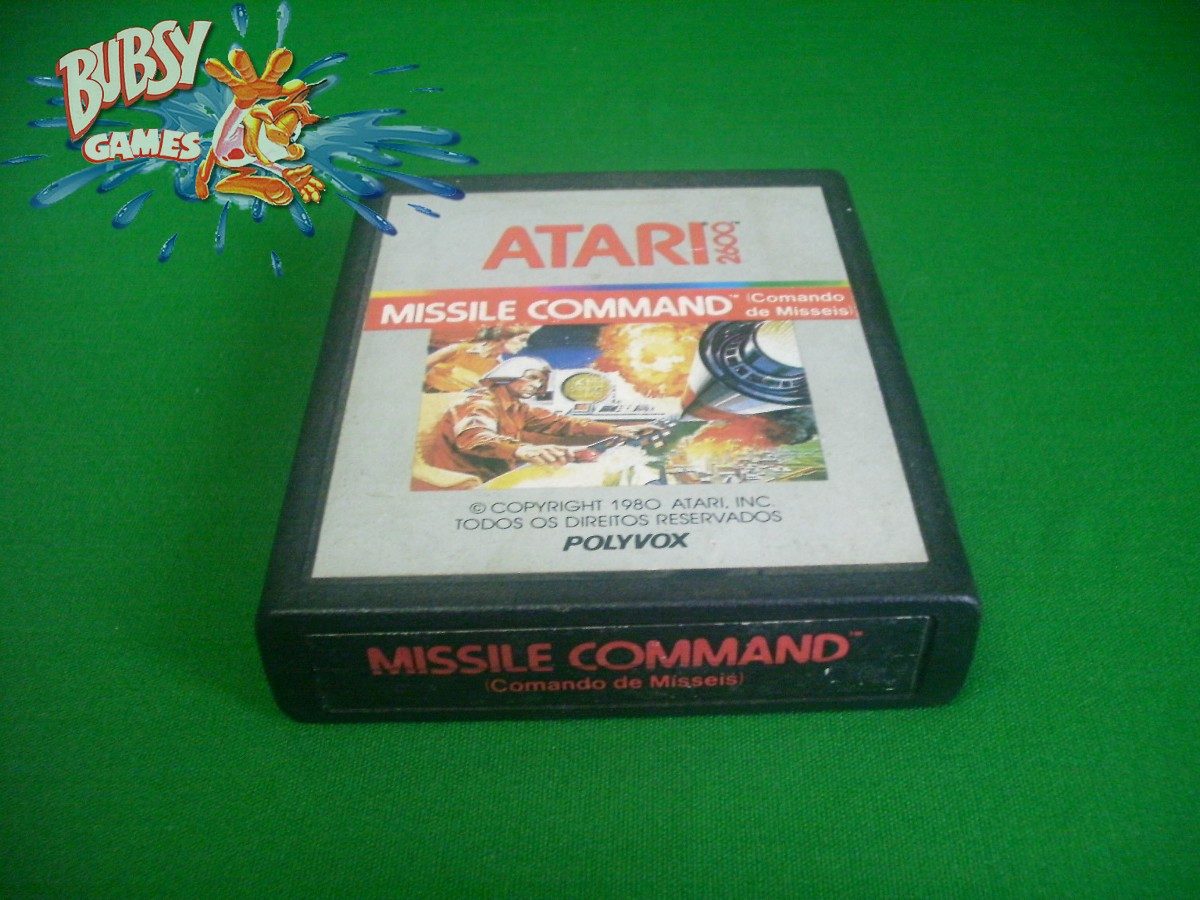 BUBSY
GAMES
ATARI 2600
MISSILE COMMAND™ (Comando
de Misseis)
© COPYRIGHT 1980 ATARI, INC.
TODOS OS DIREITOS RESERVADOS
POLYVOX
MISSILE COMMAND™
(Comando de Misseis)